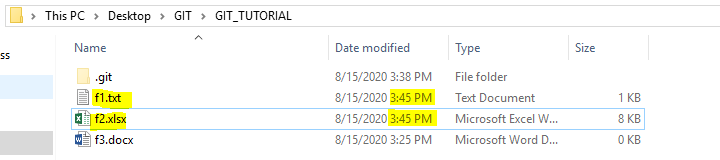 This PC > Desktop > GIT > GIT_TUTORIAL
ss
Name Date modified Type Size
.git 8/15/2020 3:38 PM File folder
f1.txt 8/15/2020 3:45 PM Text Document 1 KB
f2.xlsx 8/15/2020 3:45 PM Microsoft Excel W... 8 KB
f3.docx 8/15/2020 3:25 PM Microsoft Word D... 0 KB